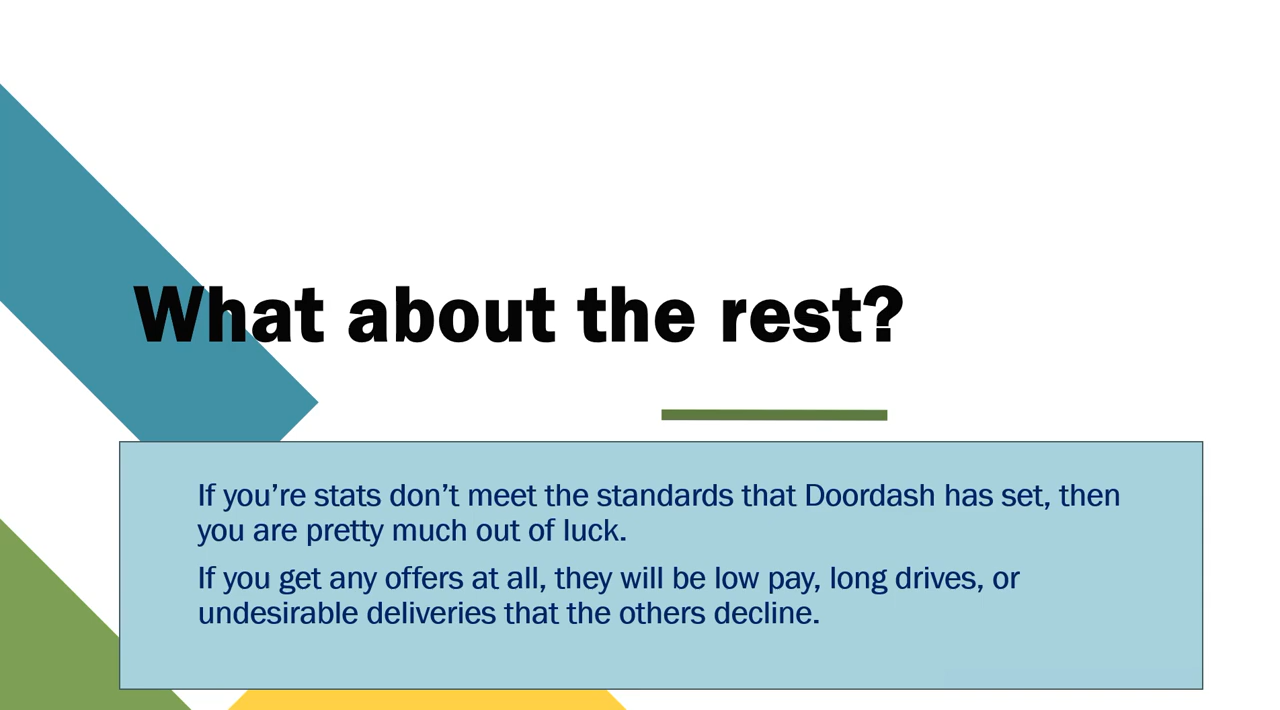 What about the rest?
If you’re stats don’t meet the standards that Doordash has set, then
you are pretty much out of luck.
If you get any offers at all, they will be low pay, long drives, or
undesirable deliveries that the others decline.